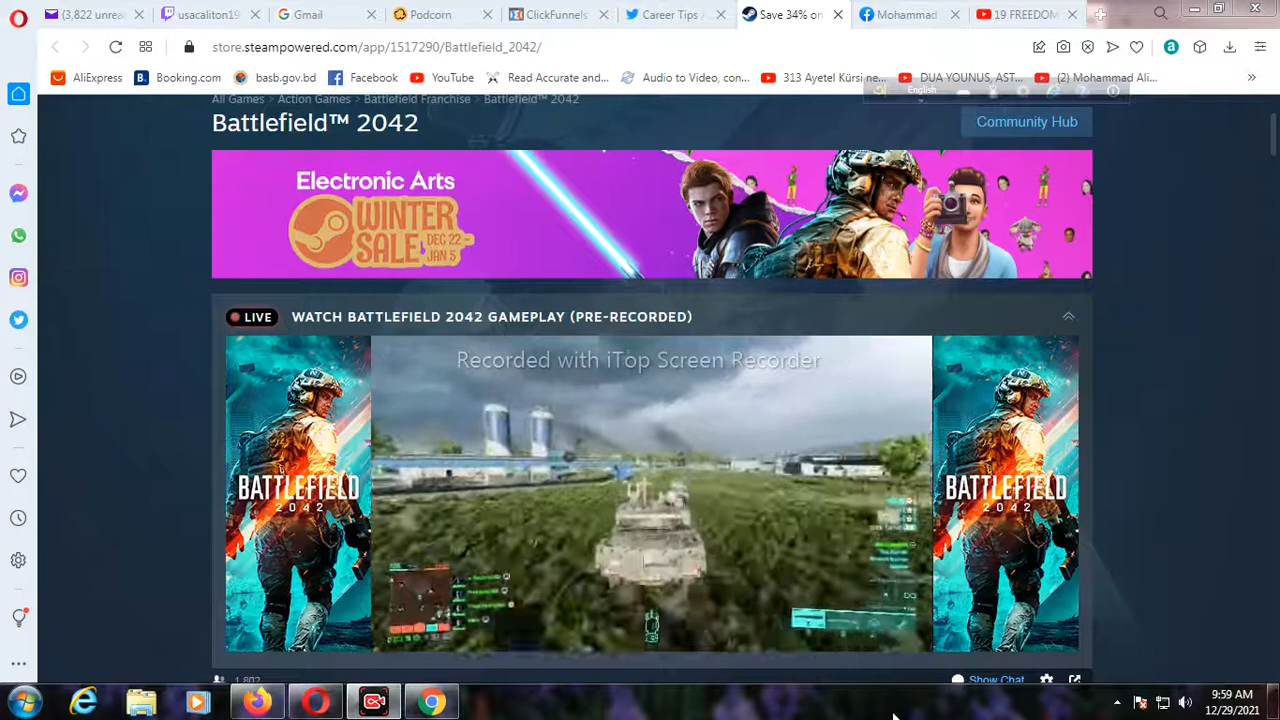 (3,822 unrea
usacaliton19
Gmail
Podcorn
ClickFunnels
Career Tips /
Save 34% on
Mohammad
19 FREEDOM
store.steampowered.com/app/1517290/Battlefield_2042/
AliExpress
Booking.com
basb.gov.bd
Facebook
YouTube
Read Accurate and...
Audio to Video, con...
313 Ayetel Kürsi ne...
DUA YOUNUS, AST...
(2) Mohammad Ali...
English
All Games > Action Games > Battlefield Franchise > Battlefield™ 2042
Battlefield™ 2042
Community Hub
Electronic Arts
WINTER
SALE
DEC 22 –
JAN 5
LIVE
WATCH BATTLEFIELD 2042 GAMEPLAY (PRE-RECORDED)
Recorded with iTop Screen Recorder
BATTLEFIELD
2042
BATTLEFIELD
2042
1,802
Show Chat
9:59 AM
12/29/2021